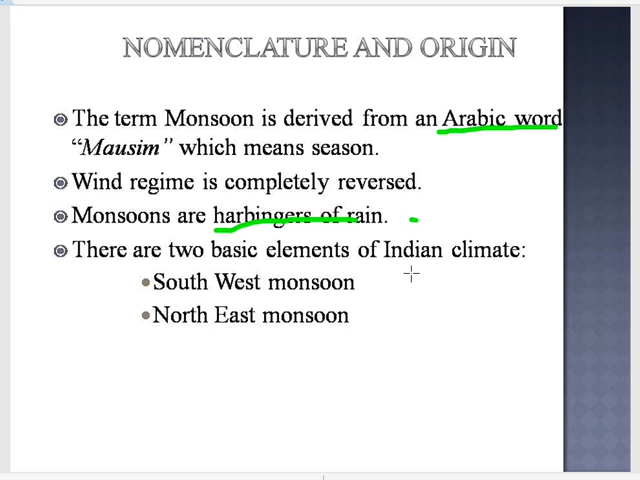 NOMENCLATURE AND ORIGIN
The term Monsoon is derived from an Arabic word
“Mausim” which means season.
Wind regime is completely reversed.
Monsoons are harbingers of rain.
There are two basic elements of Indian climate:
South West monsoon
North East monsoon